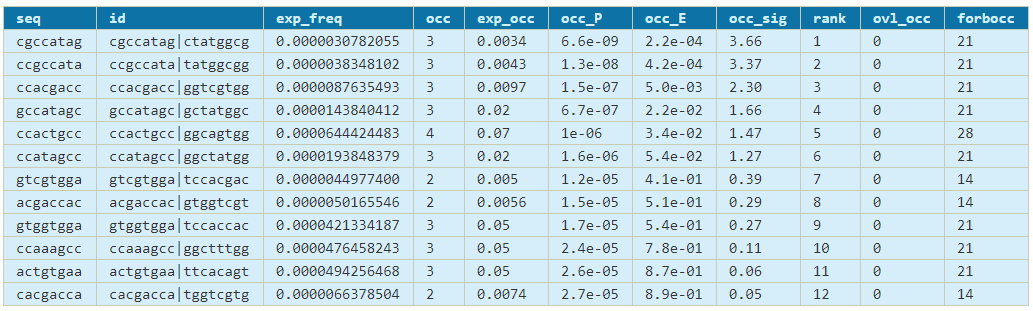 seq id exp_freq occ exp_occ occ_P occ_E occ_sig rank ovl_occ forbocc
cgccatag cgccatag|ctatggcg 0.0000030782055 3 0.0034 6.6e-09 2.2e-04 3.66 1 0 21
ccgccata ccgccata|tatggcgg 0.0000038348102 3 0.0043 1.3e-08 4.2e-04 3.37 2 0 21
ccacgacc ccacgacc|ggtcgtgg 0.0000087635493 3 0.0097 1.5e-07 5.0e-03 2.30 3 0 21
gccatagc gccatagc|gctatggc 0.0000143840412 3 0.02 6.7e-07 2.2e-02 1.66 4 0 21
ccactgcc ccactgcc|ggcagtgg 0.0000644424483 4 0.07 1e-06 3.4e-02 1.47 5 0 28
ccatagcc ccatagcc|ggctatgg 0.0000193848379 3 0.02 1.6e-06 5.4e-02 1.27 6 0 21
gtcgtgga gtcgtgga|tccacgac 0.0000044977400 2 0.005 1.2e-05 4.1e-01 0.39 7 0 14
acgaccac acgaccac|gtggtcgt 0.0000050165546 2 0.0056 1.5e-05 5.1e-01 0.29 8 0 14
gtggtgga gtggtgga|tccaccac 0.0000421334187 3 0.05 1.7e-05 5.4e-01 0.27 9 0 21
ccaaagcc ccaaagcc|ggctttgg 0.0000476458243 3 0.05 2.4e-05 7.8e-01 0.11 10 0 21
actgtgaa actgtgaa|ttcacagt 0.0000494256468 3 0.05 2.6e-05 8.7e-01 0.06 11 0 21
cacgacca cacgacca|tggtcgtg 0.0000066378504 2 0.0074 2.7e-05 8.9e-01 0.05 12 0 14